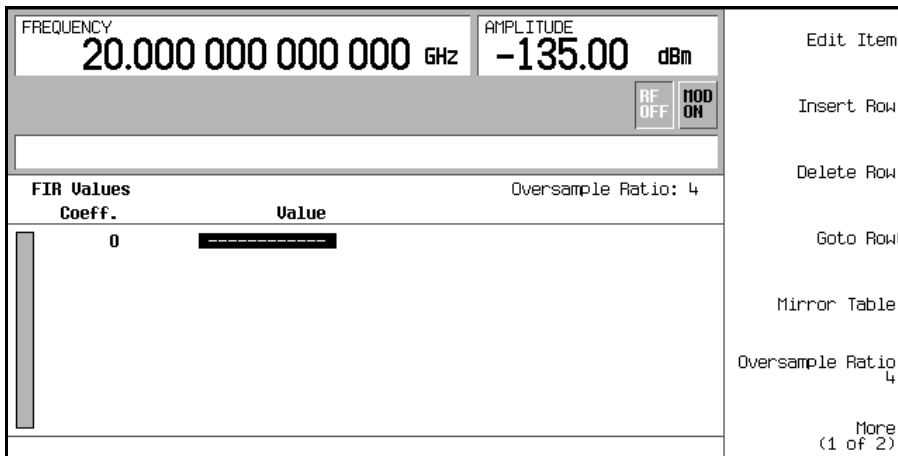 FREQUENCY
20.000 000 000 000 GHz
AMPLITUDE
-135.00 dBm
RF OFF
MOD ON
FIR Values
Oversample Ratio: 4
Coeff. Value
0 ------------
Edit Item
Insert Row
Delete Row
Goto Row
Mirror Table
Oversample Ratio
4
More
(1 of 2)